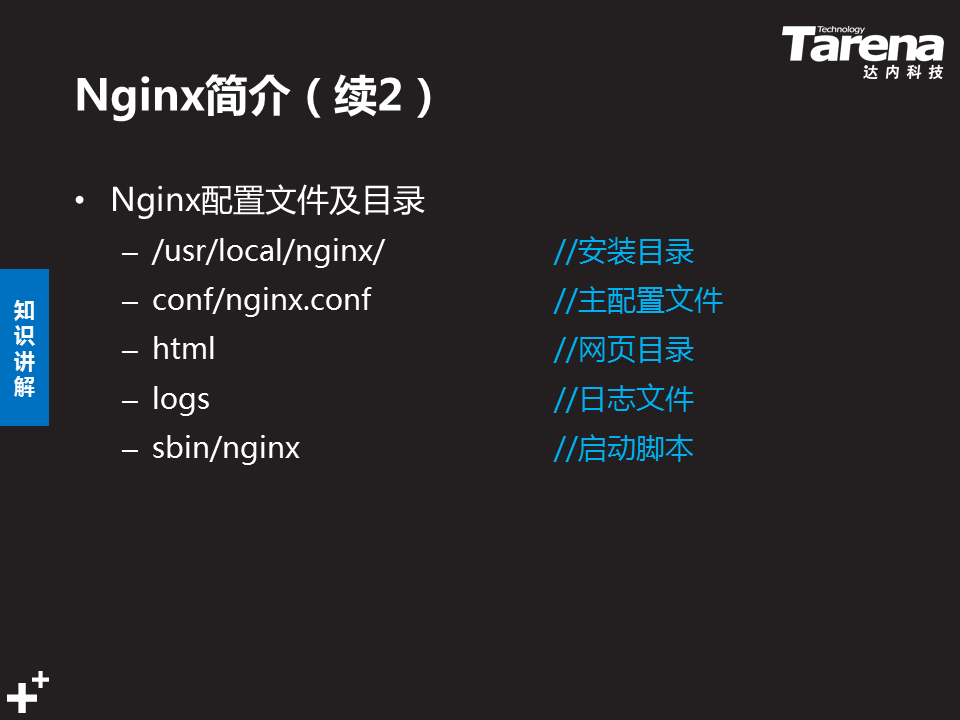 Technology
Tarena
达内科技
Nginx简介（续2）
• Nginx配置文件及目录
– /usr/local/nginx/ //安装目录
– conf/nginx.conf //主配置文件
– html //网页目录
– logs //日志文件
– sbin/nginx //启动脚本
知识讲解